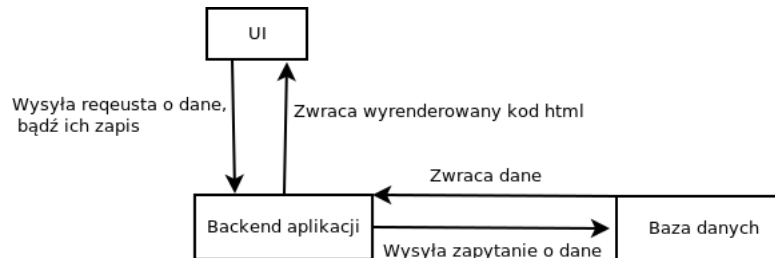 UI
Wysyła reqeusta o dane,
bądź ich zapis
Zwraca wyrenderowany kod html
Zwraca dane
Backend aplikacji
Baza danych
Wysyła zapytanie o dane